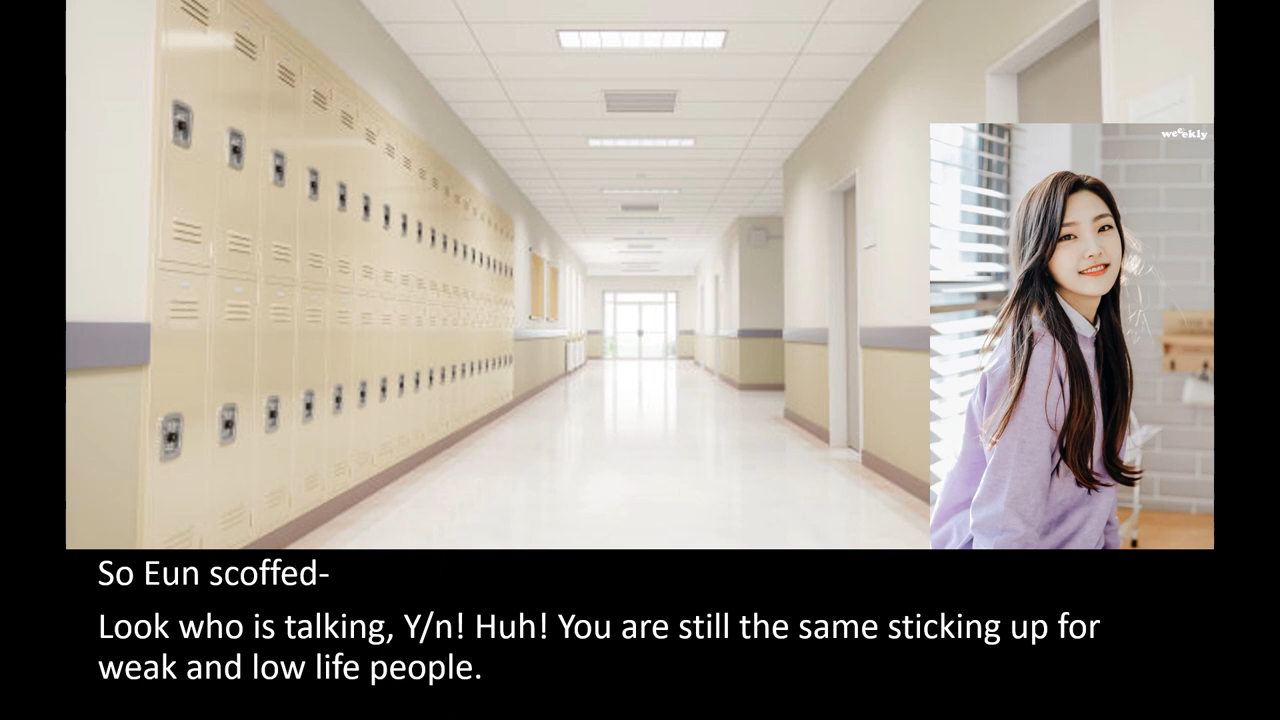 weeekly
So Eun scoffed-
Look who is talking, Y/n! Huh! You are still the same sticking up for
weak and low life people.